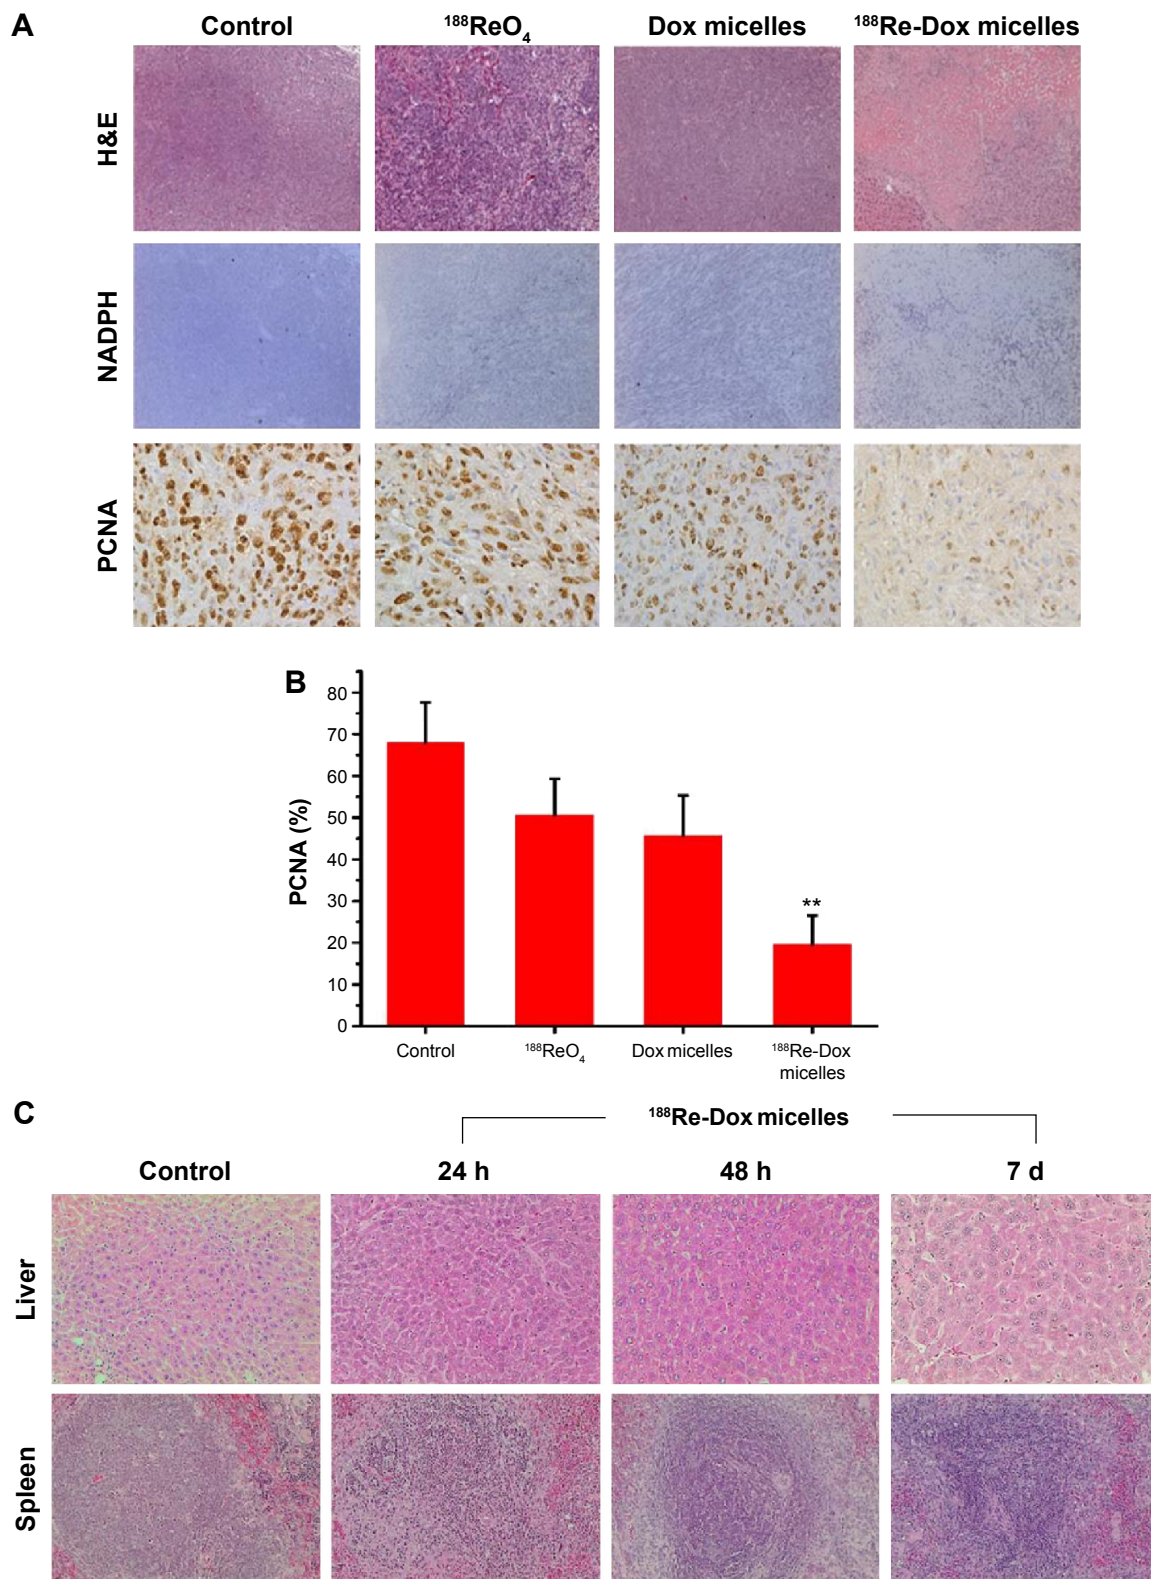 A
Control
¹⁸⁸ReO₄
Dox micelles
¹⁸⁸Re-Dox micelles
H&E
NADPH
PCNA
B
PCNA (%)
80
70
60
50
40
30
20
10
0
**
Control
¹⁸⁸ReO₄
Dox micelles
¹⁸⁸Re-Dox
micelles
C
¹⁸⁸Re-Dox micelles
Control
24 h
48 h
7 d
Liver
Spleen